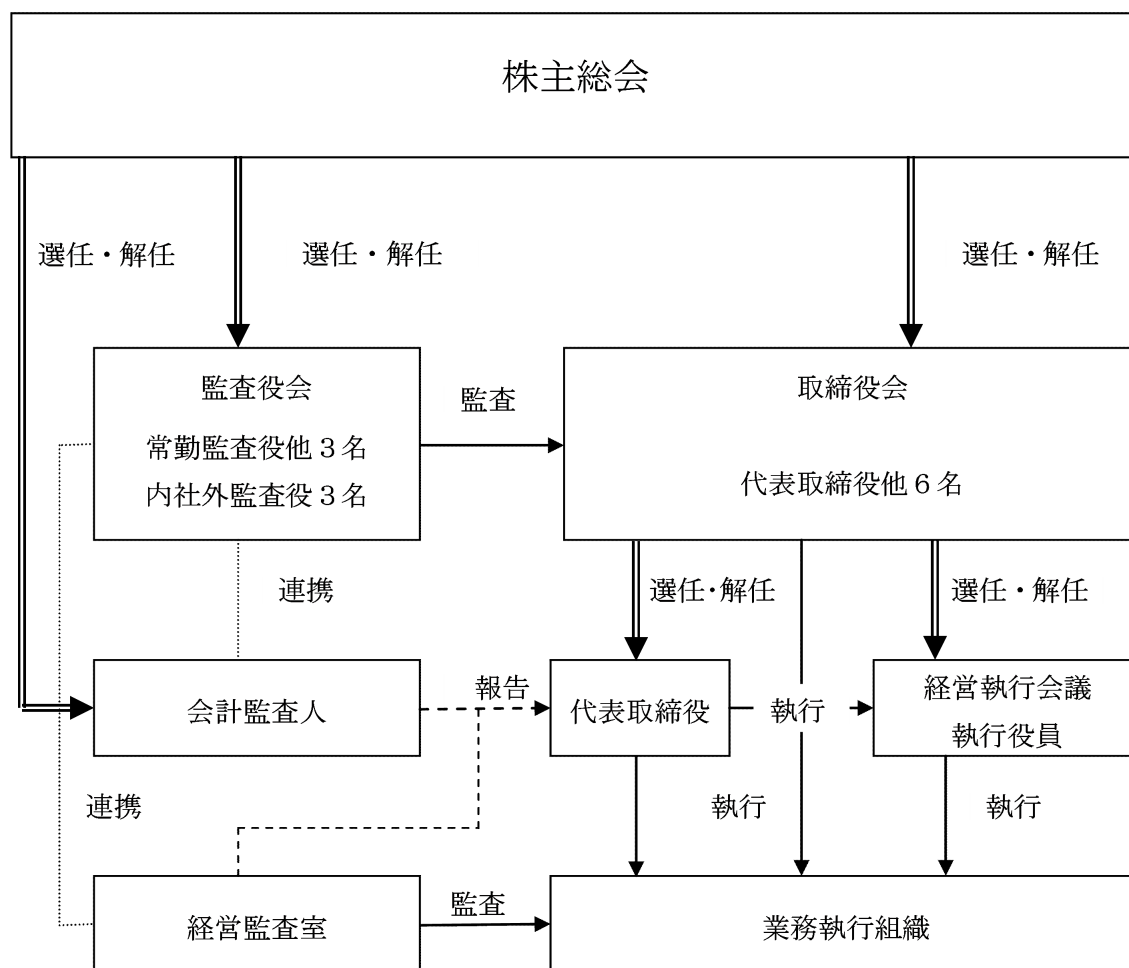 株主総会
選任・解任
選任・解任
選任・解任
監査役会
常勤監査役他３名
内社外監査役３名
監査
取締役会
代表取締役他６名
連携
選任・解任
選任・解任
会計監査人
報告
代表取締役
執行
経営執行会議
執行役員
連携
執行
執行
経営監査室
監査
業務執行組織